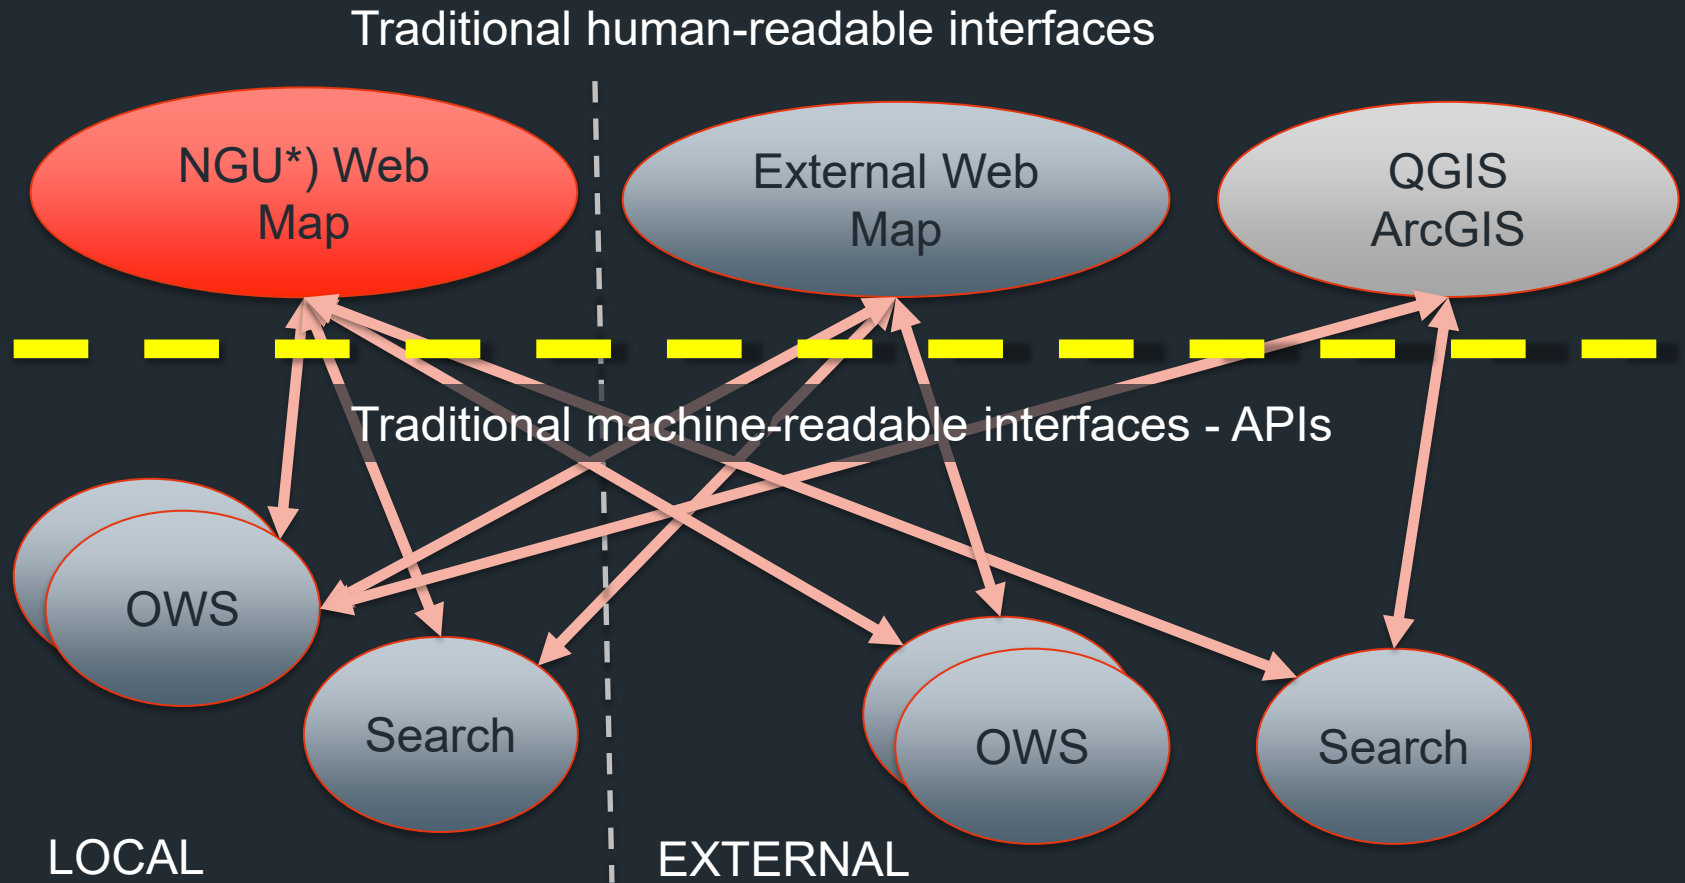 Traditional human-readable interfaces
NGU*) Web
Map
External Web
Map
QGIS
ArcGIS
Traditional machine-readable interfaces - APIs
OWS
Search
OWS
Search
LOCAL
EXTERNAL